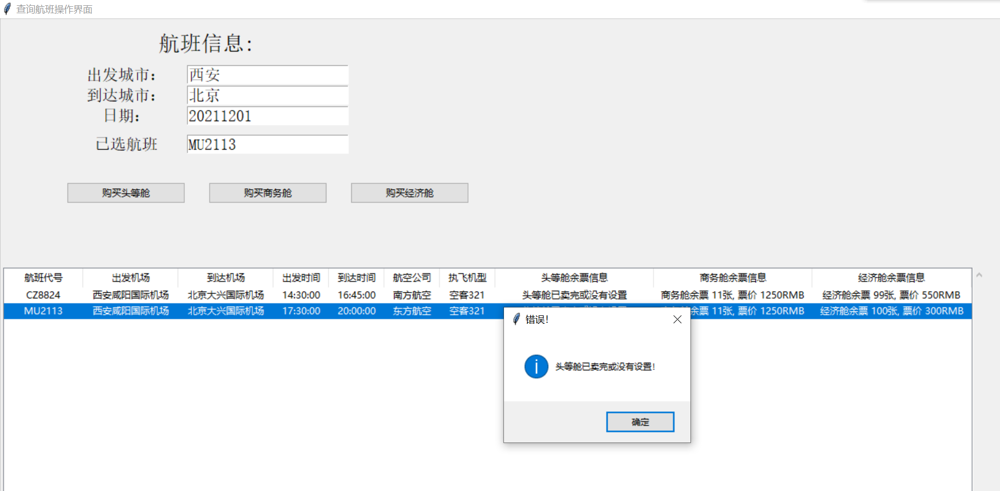 查询航班操作界面
航班信息:
出发城市: 西安
到达城市: 北京
日期: 20211201
已选航班 MU2113
购买头等舱 购买商务舱 购买经济舱
航班代号 出发机场 到达机场 出发时间 到达时间 航空公司 执飞机型 头等舱余票信息 商务舱余票信息 经济舱余票信息
CZ8824 西安咸阳国际机场 北京大兴国际机场 14:30:00 16:45:00 南方航空 空客321 头等舱已卖完或没有设置 商务舱余票 11张, 票价 1250RMB 经济舱余票 99张, 票价 550RMB
MU2113 西安咸阳国际机场 北京大兴国际机场 17:30:00 20:00:00 东方航空 空客321 余票 11张, 票价 1250RMB 经济舱余票 100张, 票价 300RMB
错误!
头等舱已卖完或没有设置!
确定